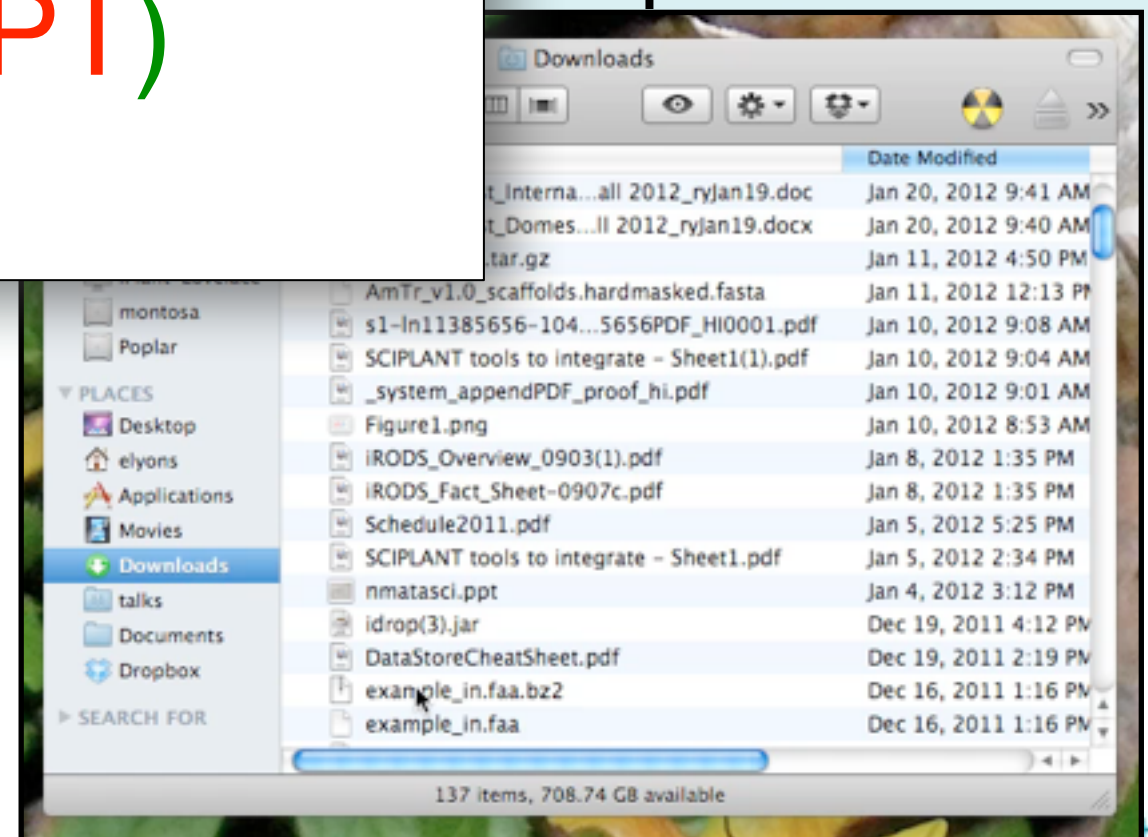 PT)
Downloads
Date Modified
t_Interna...all 2012_ryJan19.doc Jan 20, 2012 9:41 AM
t_Domes...ll 2012_ryJan19.docx Jan 20, 2012 9:40 AM
.tar.gz Jan 11, 2012 4:50 PM
AmTr_v1.0_scaffolds.hardmasked.fasta Jan 11, 2012 12:13 PM
montosa s1-ln11385656-104...5656PDF_HI0001.pdf Jan 10, 2012 9:08 AM
Poplar SCIPLANT tools to integrate – Sheet1(1).pdf Jan 10, 2012 9:04 AM
PLACES _system_appendPDF_proof_hi.pdf Jan 10, 2012 9:01 AM
Desktop Figure1.png Jan 10, 2012 8:53 AM
elyons iRODS_Overview_0903(1).pdf Jan 8, 2012 1:35 PM
Applications iRODS_Fact_Sheet-0907c.pdf Jan 8, 2012 1:35 PM
Movies Schedule2011.pdf Jan 5, 2012 5:25 PM
Downloads SCIPLANT tools to integrate – Sheet1.pdf Jan 5, 2012 2:34 PM
talks nmatasci.ppt Jan 4, 2012 3:12 PM
Documents idrop(3).jar Dec 19, 2011 4:12 PM
Dropbox DataStoreCheatSheet.pdf Dec 19, 2011 2:19 PM
example_in.faa.bz2 Dec 16, 2011 1:16 PM
SEARCH FOR example_in.faa Dec 16, 2011 1:16 PM
137 items, 708.74 GB available